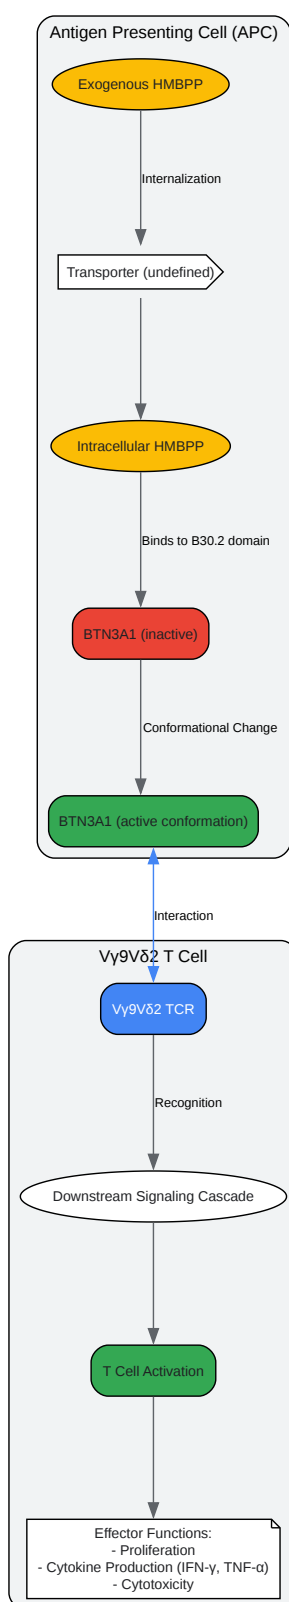 Antigen Presenting Cell (APC)
Exogenous HMBPP
Internalization
Transporter (undefined)
Intracellular HMBPP
Binds to B30.2 domain
BTN3A1 (inactive)
Conformational Change
BTN3A1 (active conformation)
Interaction
Vγ9Vδ2 T Cell
Vγ9Vδ2 TCR
Recognition
Downstream Signaling Cascade
T Cell Activation
Effector Functions:
- Proliferation
- Cytokine Production (IFN-γ, TNF-α)
- Cytotoxicity